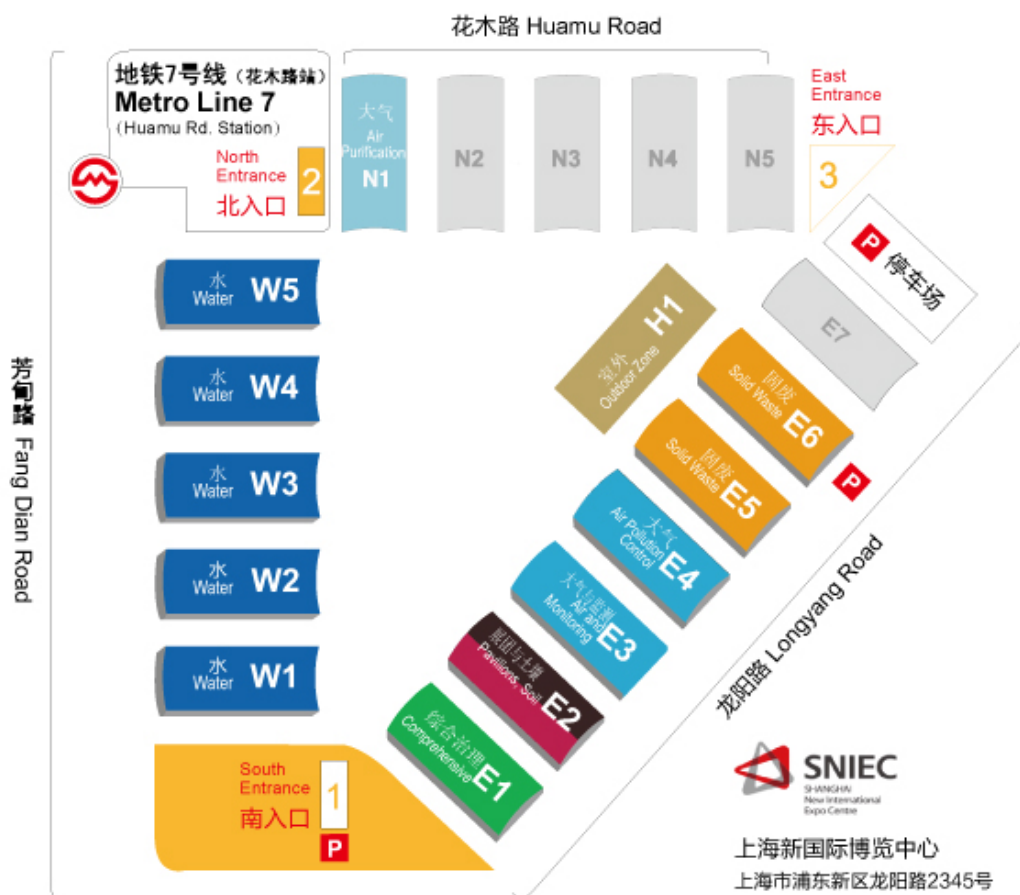 花木路 Huamu Road
地铁7号线（花木路站）
Metro Line 7
(Huamu Rd. Station)
North
Entrance
北入口
2
大气
Air
Purification
N1
N2
N3
N4
N5
East
Entrance
东入口
3
P 停车场
水
Water
W5
水
Water
W4
水
Water
W3
水
Water
W2
水
Water
W1
芳甸路 Fang Dian Road
室外
Outdoor Zone
H1
E7
固废
Solid Waste
E6
P
固废
Solid Waste
E5
大气
Air Pollution
Control
E4
大气与监测
Air and
Monitoring
E3
展团与土壤
Pavilions, Soil
E2
综合治理
Comprehensive
E1
龙阳路 Longyang Road
South
Entrance
南入口
1
P
SNIEC
SHANGHAI
New International
Expo Centre
上海新国际博览中心
上海市浦东新区龙阳路2345号